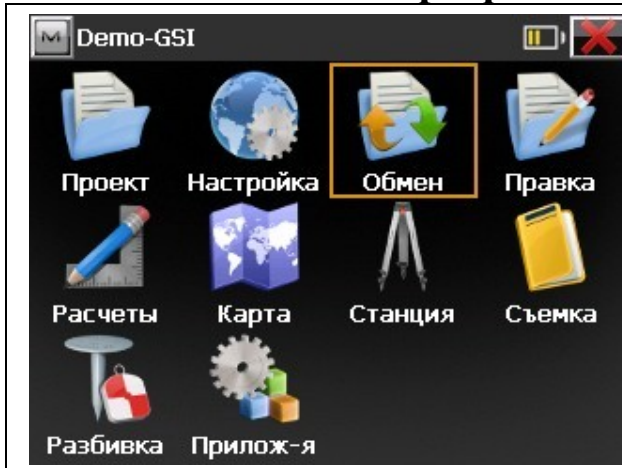 Demo-GSI
Проект Настройка Обмен Правка
Расчеты Карта Станция Съемка
Разбивка Прилож-я